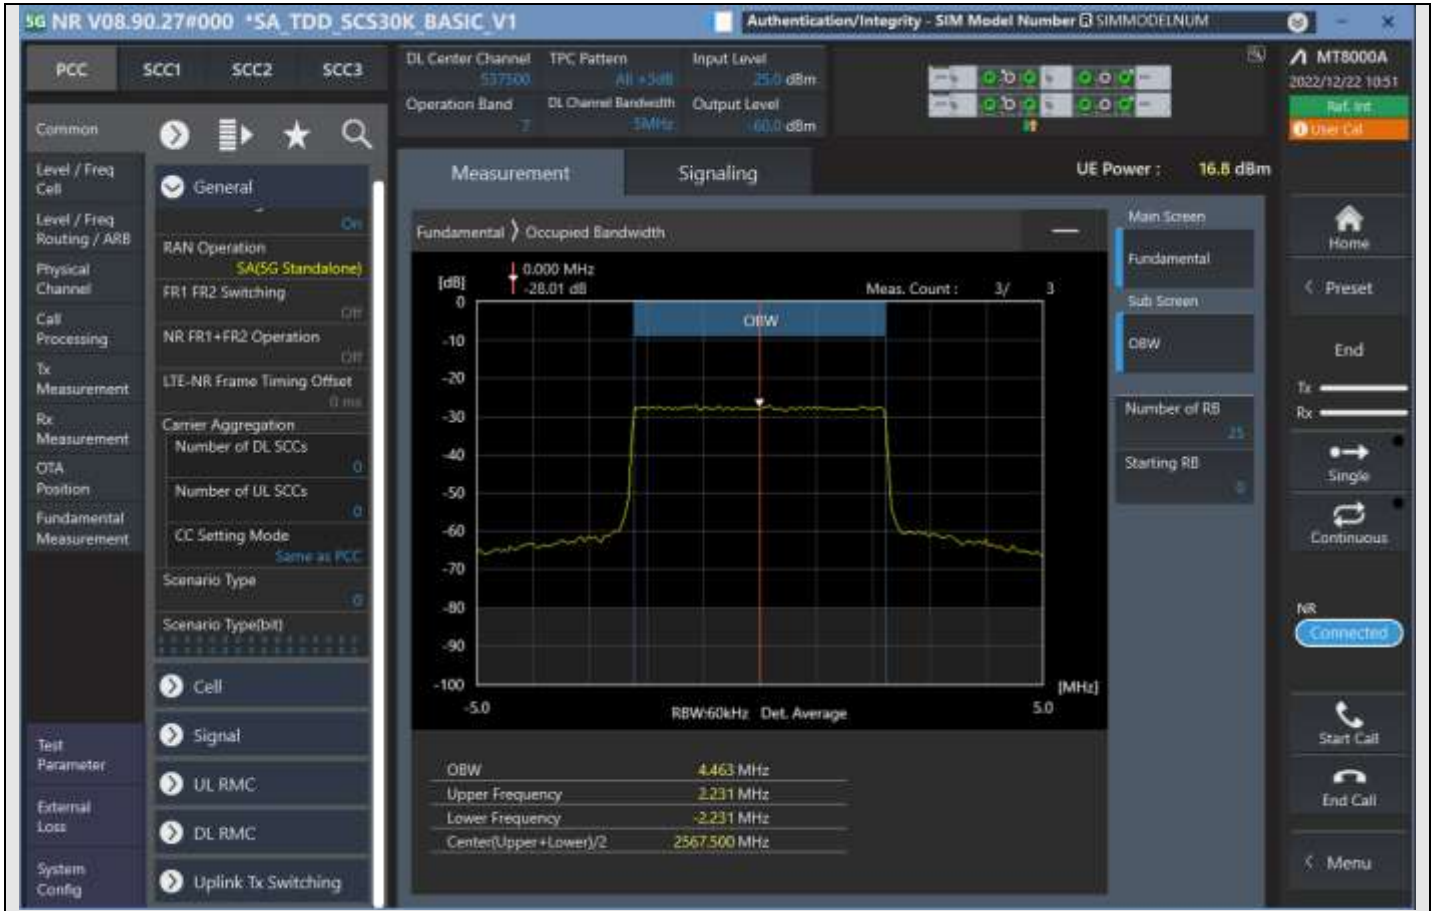 5G NR V08.90.27#000 *SA_TDD_SCS30K_BASIC_V1
Authentication/Integrity - SIM Model Number
SIMMODELNUM
PCC
SCC1
SCC2
SCC3
DL Center Channel
537500
TPC Pattern
All +3dB
Input Level
25.0 dBm
Operation Band
7
DL Channel Bandwidth
5MHz
Output Level
-60.0 dBm
MT8000A
2022/12/22 10:51
Ref. Int
User Cal
Common
Level / Freq
Cell
Level / Freq
Routing / ARB
Physical
Channel
Call
Processing
Tx
Measurement
Rx
Measurement
OTA
Position
Fundamental
Measurement
Test
Parameter
External
Loss
System
Config
General
On
RAN Operation
SA(5G Standalone)
FR1 FR2 Switching
Off
NR FR1+FR2 Operation
Off
LTE-NR Frame Timing Offset
0 ms
Carrier Aggregation
Number of DL SCCs
0
Number of UL SCCs
0
CC Setting Mode
Same as PCC
Scenario Type
0
Scenario Type(bit)
Cell
Signal
UL RMC
DL RMC
Uplink Tx Switching
Measurement
Signaling
UE Power : 16.8 dBm
Fundamental
Occupied Bandwidth
[dB]
0.000 MHz
-28.01 dB
Meas. Count : 3/ 3
OBW
0
-10
-20
-30
-40
-50
-60
-70
-80
-90
-100
-5.0
RBW:60kHz Det. Average
5.0
[MHz]
OBW 4.463 MHz
Upper Frequency 2.231 MHz
Lower Frequency -2.231 MHz
Center(Upper+Lower)/2 2567.500 MHz
Main Screen
Fundamental
Sub Screen
OBW
Number of RB
25
Starting RB
0
Home
Preset
End
Tx
Rx
Single
Continuous
NR
Connected
Start Call
End Call
Menu